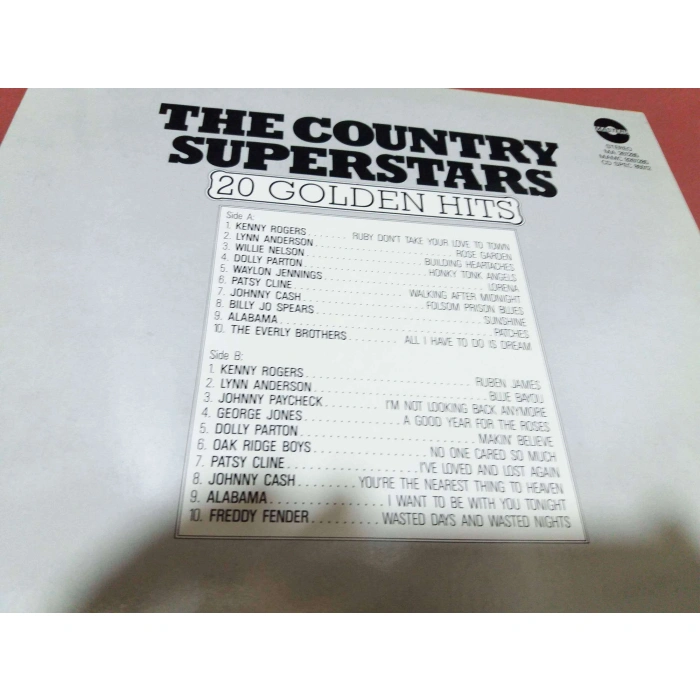 THE COUNTRY
SUPERSTARS
20 GOLDEN HITS
STEREO
Side A:
1. KENNY ROGERS. . . . . . . RUBY DON'T TAKE YOUR LOVE TO TOWN
2. LYNN ANDERSON. . . . . . . ROSE GARDEN
3. WILLIE NELSON. . . . . . . BUILDING HEARTACHES
4. DOLLY PARTON. . . . . . . HONKY TONK ANGELS
5. WAYLON JENNINGS. . . . . . . LORENA
6. PATSY CLINE. . . . . . . WALKING AFTER MIDNIGHT
7. JOHNNY CASH. . . . . . . FOLSOM PRISON BLUES
8. BILLY JO SPEARS. . . . . . . SUNSHINE
9. ALABAMA. . . . . . . PATCHES
10. THE EVERLY BROTHERS. . . . . . . ALL I HAVE TO DO IS DREAM
Side B:
1. KENNY ROGERS. . . . . . . RUBEN JAMES
2. LYNN ANDERSON. . . . . . . BLUE BAYOU
3. JOHNNY PAYCHECK. . . . . . . I'M NOT LOOKING BACK ANYMORE
4. GEORGE JONES. . . . . . . A GOOD YEAR FOR THE ROSES
5. DOLLY PARTON. . . . . . . MAKIN' BELIEVE
6. OAK RIDGE BOYS. . . . . . . NO ONE CARED SO MUCH
7. PATSY CLINE. . . . . . . I'VE LOVED AND LOST AGAIN
8. JOHNNY CASH. . . . . . . YOU'RE THE NEAREST THING TO HEAVEN
9. ALABAMA. . . . . . . I WANT TO BE WITH YOU TONIGHT
10. FREDDY FENDER. . . . . . . WASTED DAYS AND WASTED NIGHTS